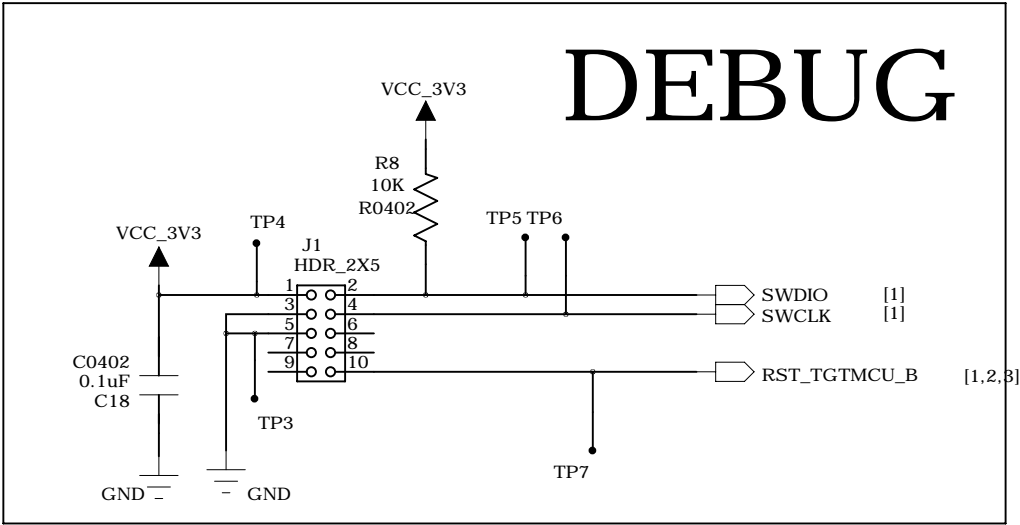 DEBUG
VCC_3V3
R8
10K
R0402
TP4
TP5 TP6
VCC_3V3
J1
HDR_2X5
1 2
3 4
5 6
7 8
9 10
SWDIO [1]
SWCLK [1]
RST_TGTMCU_B [1,2,3]
C0402
0.1uF
C18
TP3
TP7
GND
GND